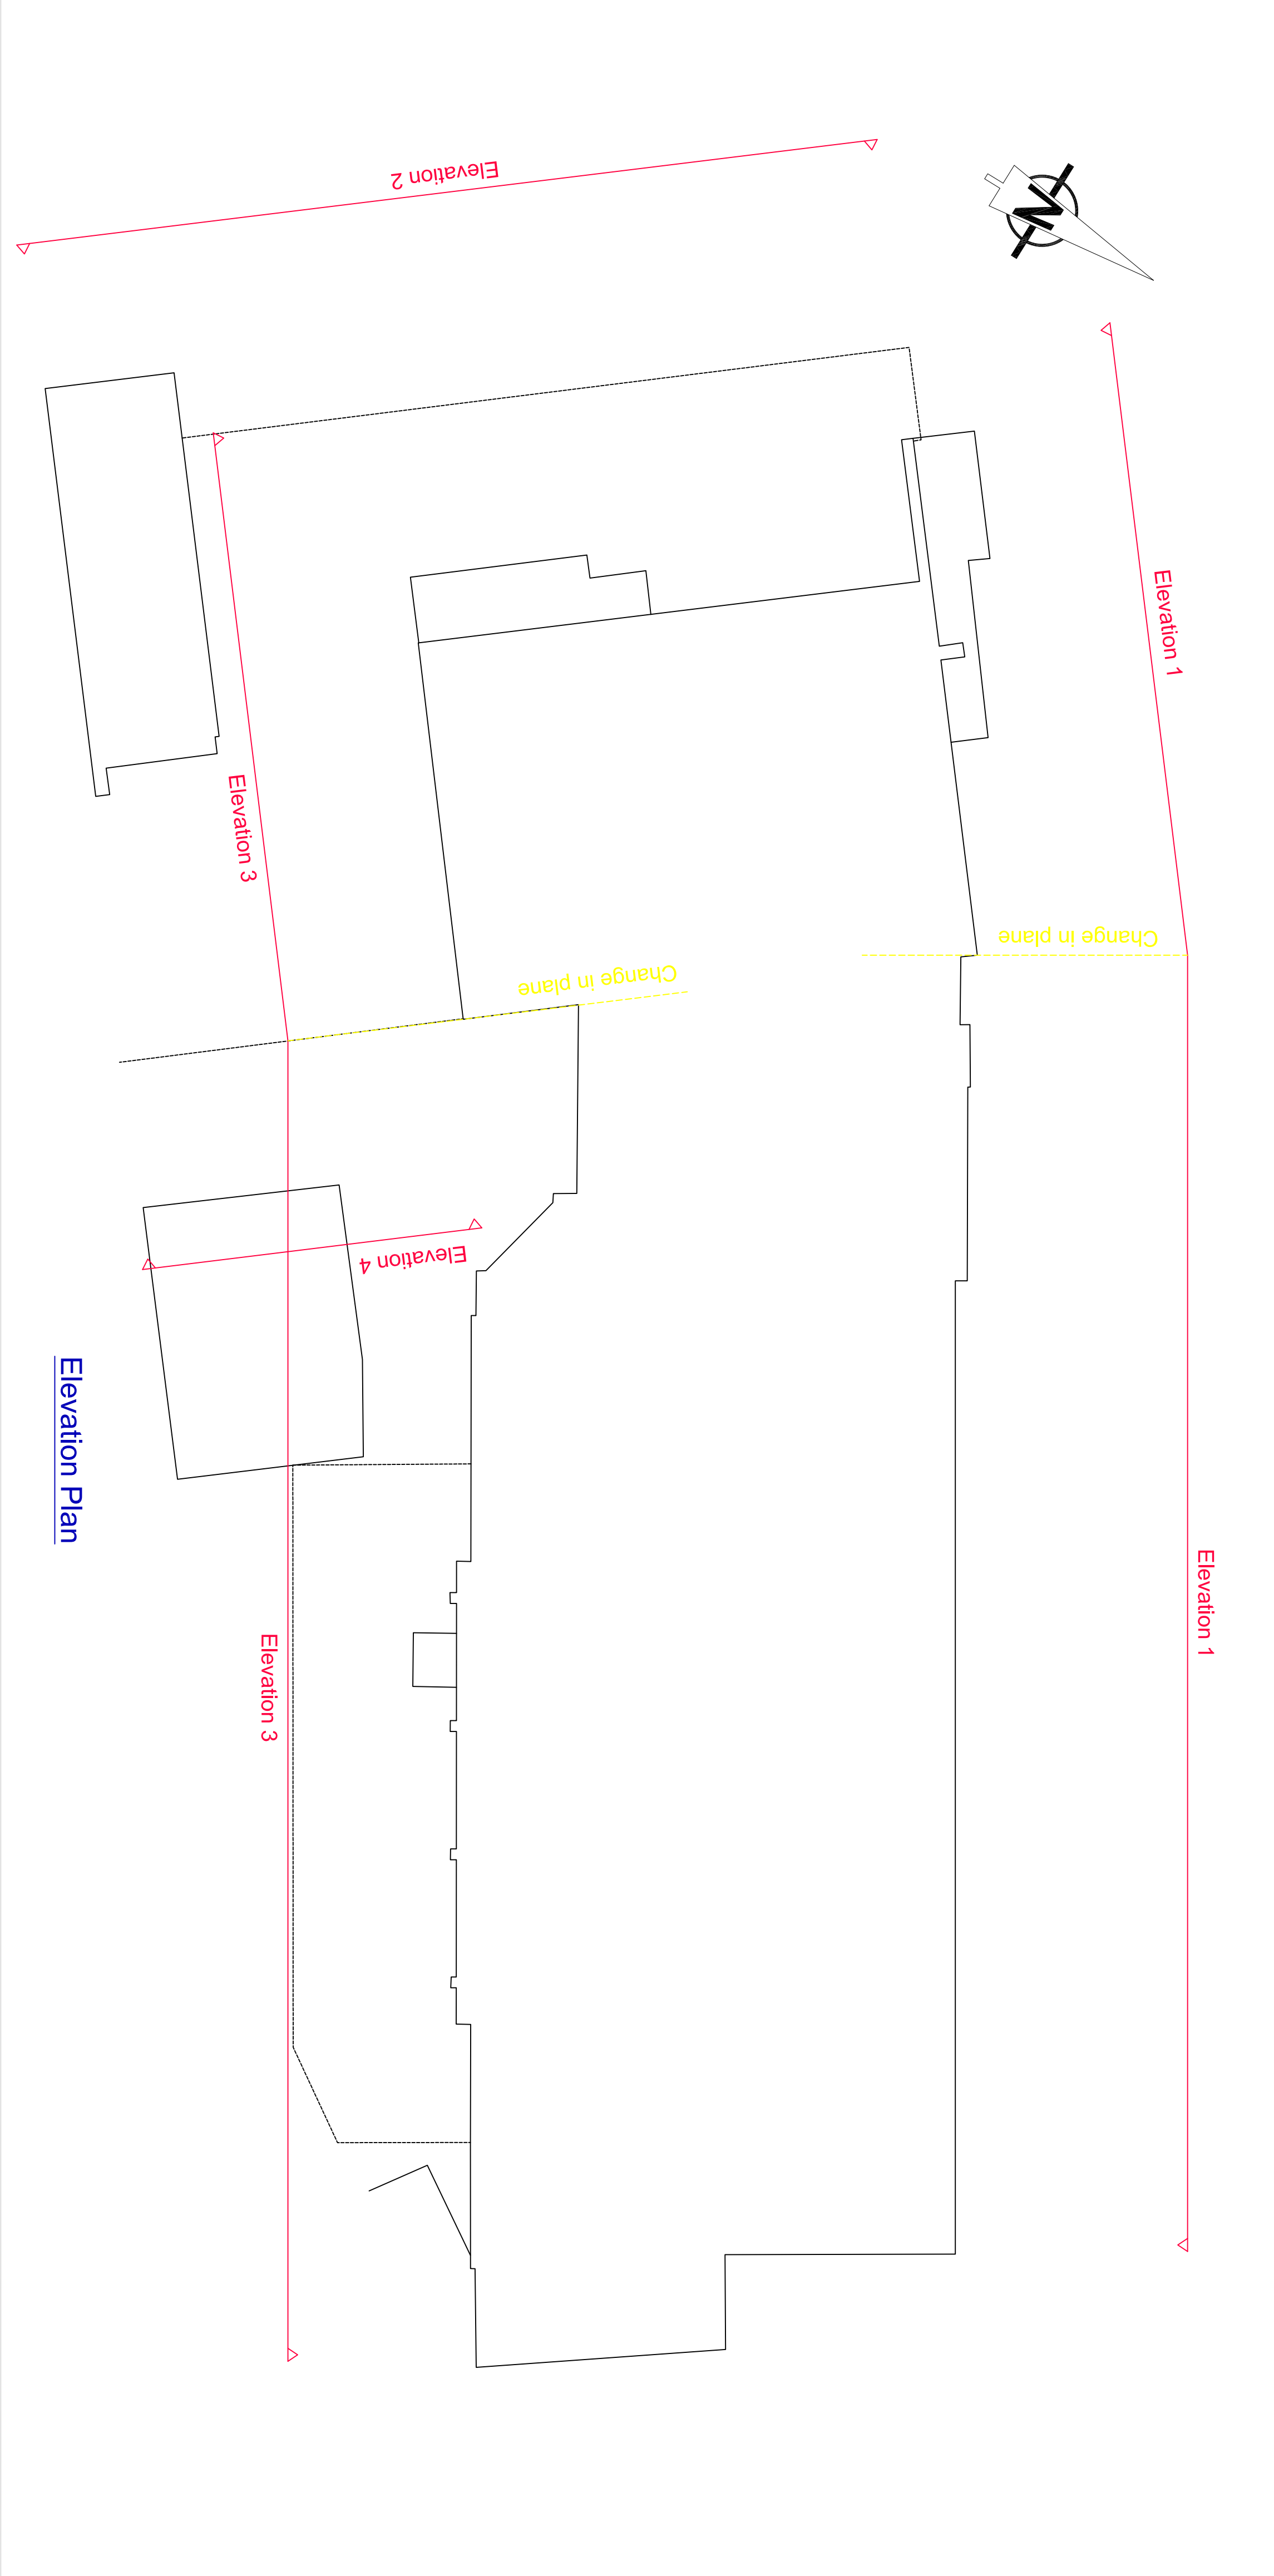 Elevation 2
N
Elevation 1
Elevation 3
Change in plane
Change in plane
Elevation 4
Elevation Plan
Elevation 1
Elevation 3